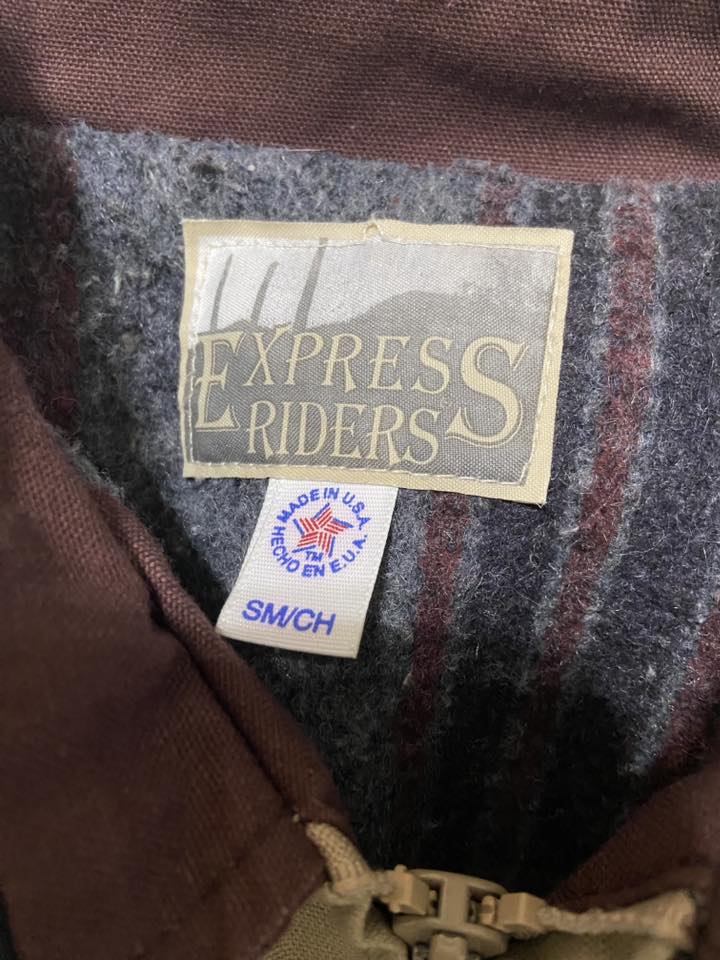 EXPRESS
RIDERS
MADE IN U.S.A.
TM
HECHO EN E.U.A.
SM/CH